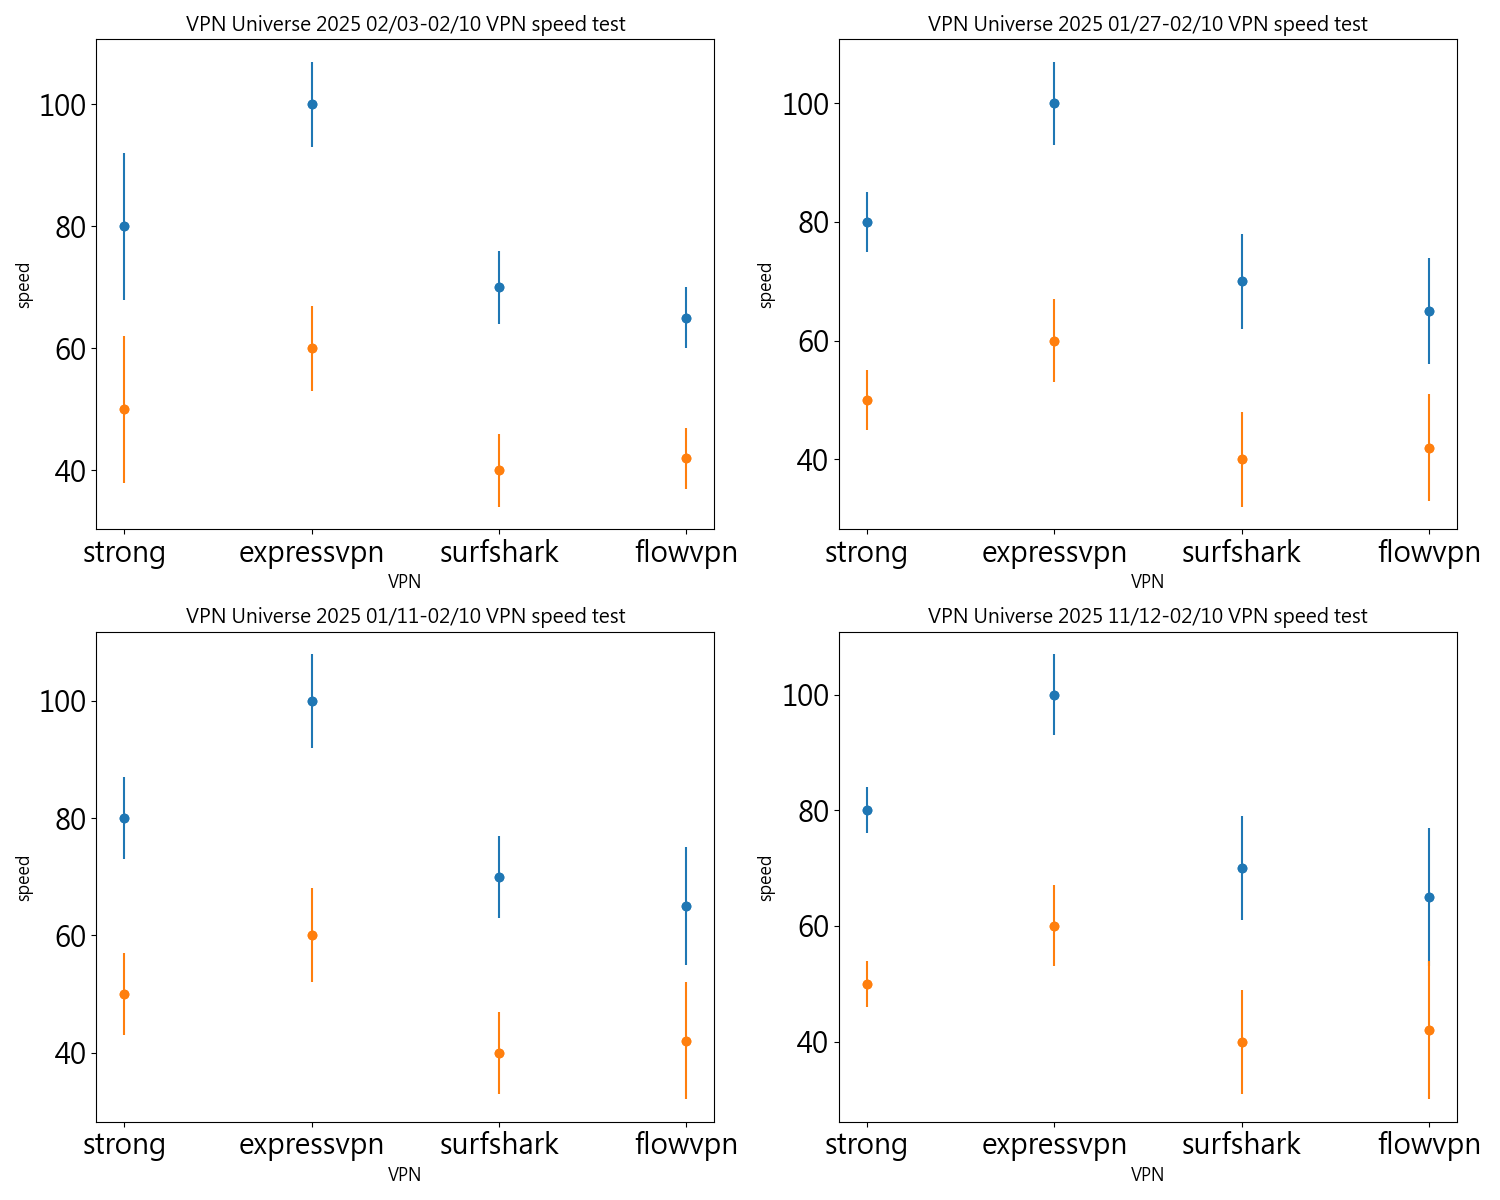 VPN Universe 2025 02/03-02/10 VPN speed test
100
80
60
40
speed
strong expressvpn surfshark flowvpn
VPN
VPN Universe 2025 01/27-02/10 VPN speed test
100
80
60
40
speed
strong expressvpn surfshark flowvpn
VPN
VPN Universe 2025 01/11-02/10 VPN speed test
100
80
60
40
speed
strong expressvpn surfshark flowvpn
VPN
VPN Universe 2025 11/12-02/10 VPN speed test
100
80
60
40
speed
strong expressvpn surfshark flowvpn
VPN